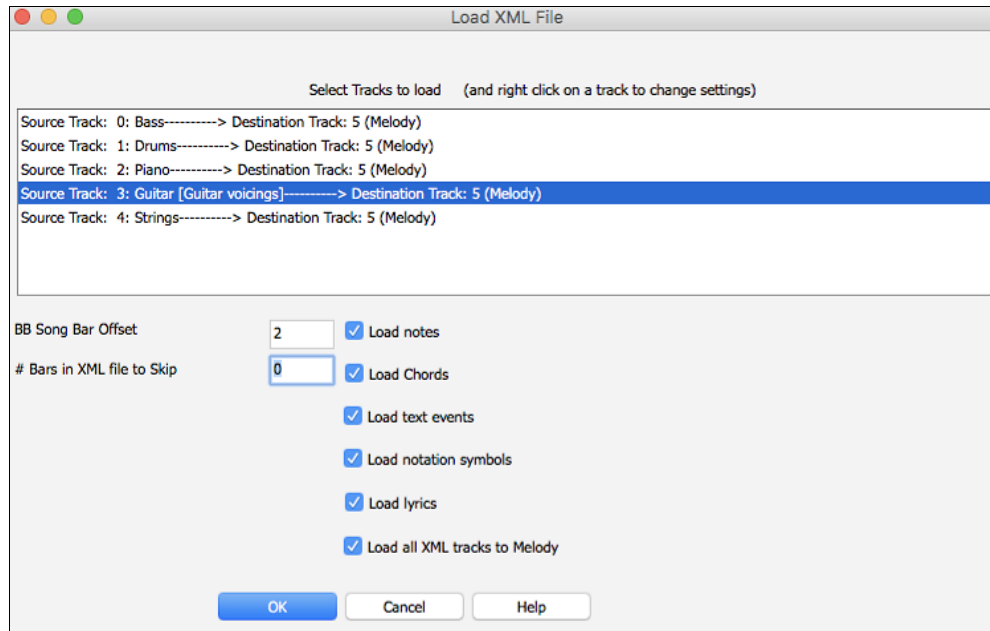 Load XML File
Select Tracks to load (and right click on a track to change settings)
Source Track: 0: Bass----------> Destination Track: 5 (Melody)
Source Track: 1: Drums----------> Destination Track: 5 (Melody)
Source Track: 2: Piano----------> Destination Track: 5 (Melody)
Source Track: 3: Guitar [Guitar voicings]----------> Destination Track: 5 (Melody)
Source Track: 4: Strings----------> Destination Track: 5 (Melody)
BB Song Bar Offset 2 Load notes
# Bars in XML file to Skip 0 Load Chords
Load text events
Load notation symbols
Load lyrics
Load all XML tracks to Melody
OK Cancel Help